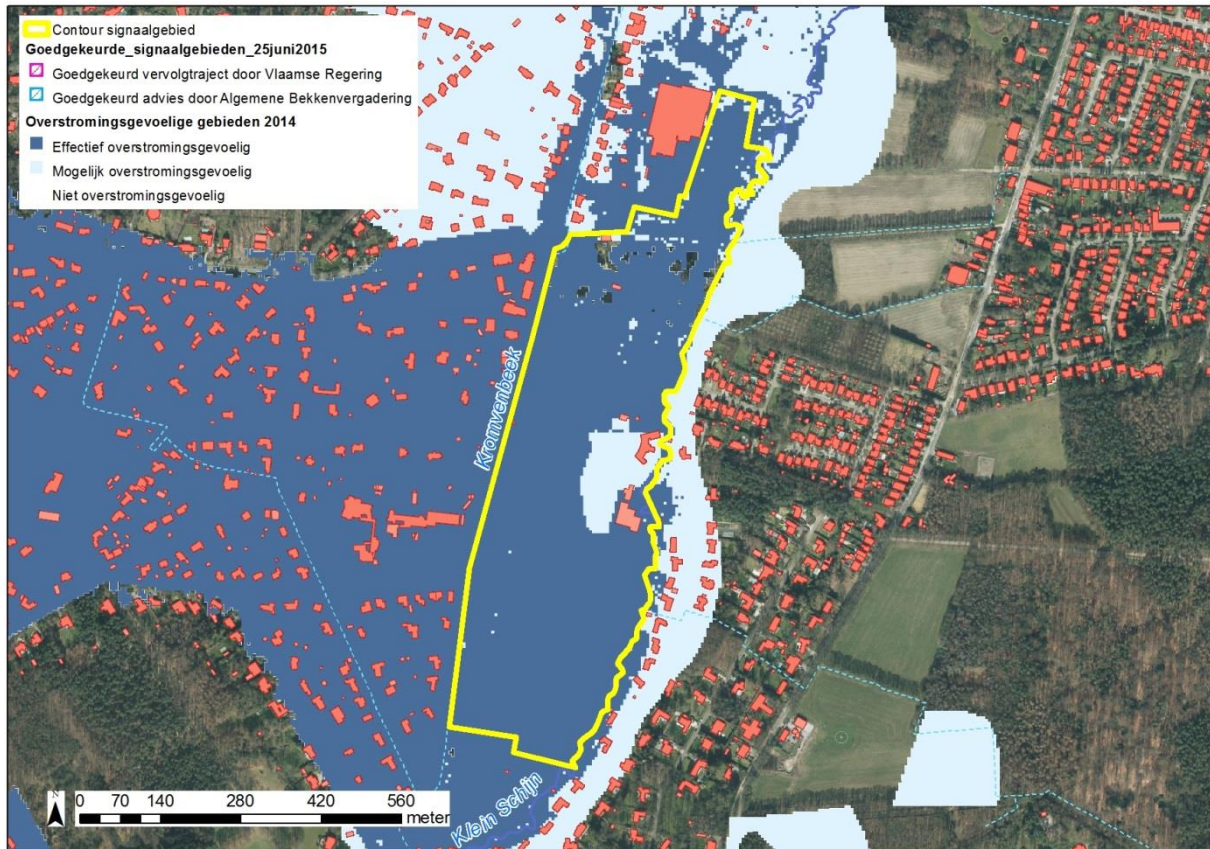 Contour signaalgebied
Goedgekeurde_signaalgebieden_25juni2015
Goedgekeurd vervolgtraject door Vlaamse Regering
Goedgekeurd advies door Algemene Bekkenvergadering
Overstromingsgevoelige gebieden 2014
Effectief overstromingsgevoelig
Mogelijk overstromingsgevoelig
Niet overstromingsgevoelig
Kromvenbeek
Klein Schijn
N
0 70 140 280 420 560
meter